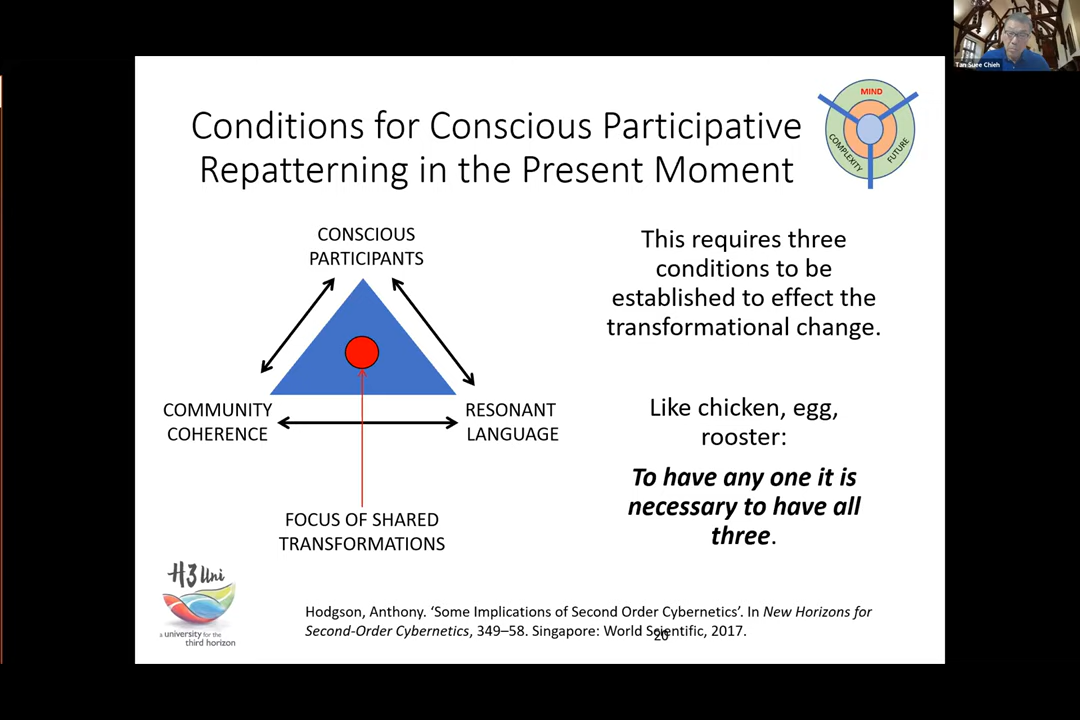 Tan Suee Chieh
Conditions for Conscious Participative
Repatterning in the Present Moment
MIND
COMPLEXITY
FUTURE
CONSCIOUS
PARTICIPANTS
COMMUNITY
COHERENCE
RESONANT
LANGUAGE
FOCUS OF SHARED
TRANSFORMATIONS
This requires three
conditions to be
established to effect the
transformational change.
Like chicken, egg,
rooster:
To have any one it is
necessary to have all
three.
H3Uni
a university for the
third horizon
Hodgson, Anthony. ‘Some Implications of Second Order Cybernetics’. In New Horizons for
Second-Order Cybernetics, 349–58. Singapore: World Scientific, 2017.
20